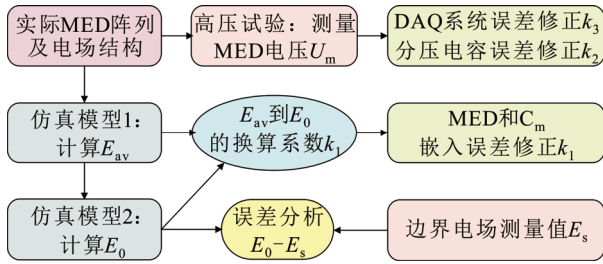 实际MED阵列
及电场结构
高压试验：测量
MED电压Um
DAQ系统误差修正k3
分压电容误差修正k2
仿真模型1：
计算Eav
Eav到E0
的换算系数k1
MED和Cm
嵌入误差修正k1
仿真模型2：
计算E0
误差分析
E0−Es
边界电场测量值Es